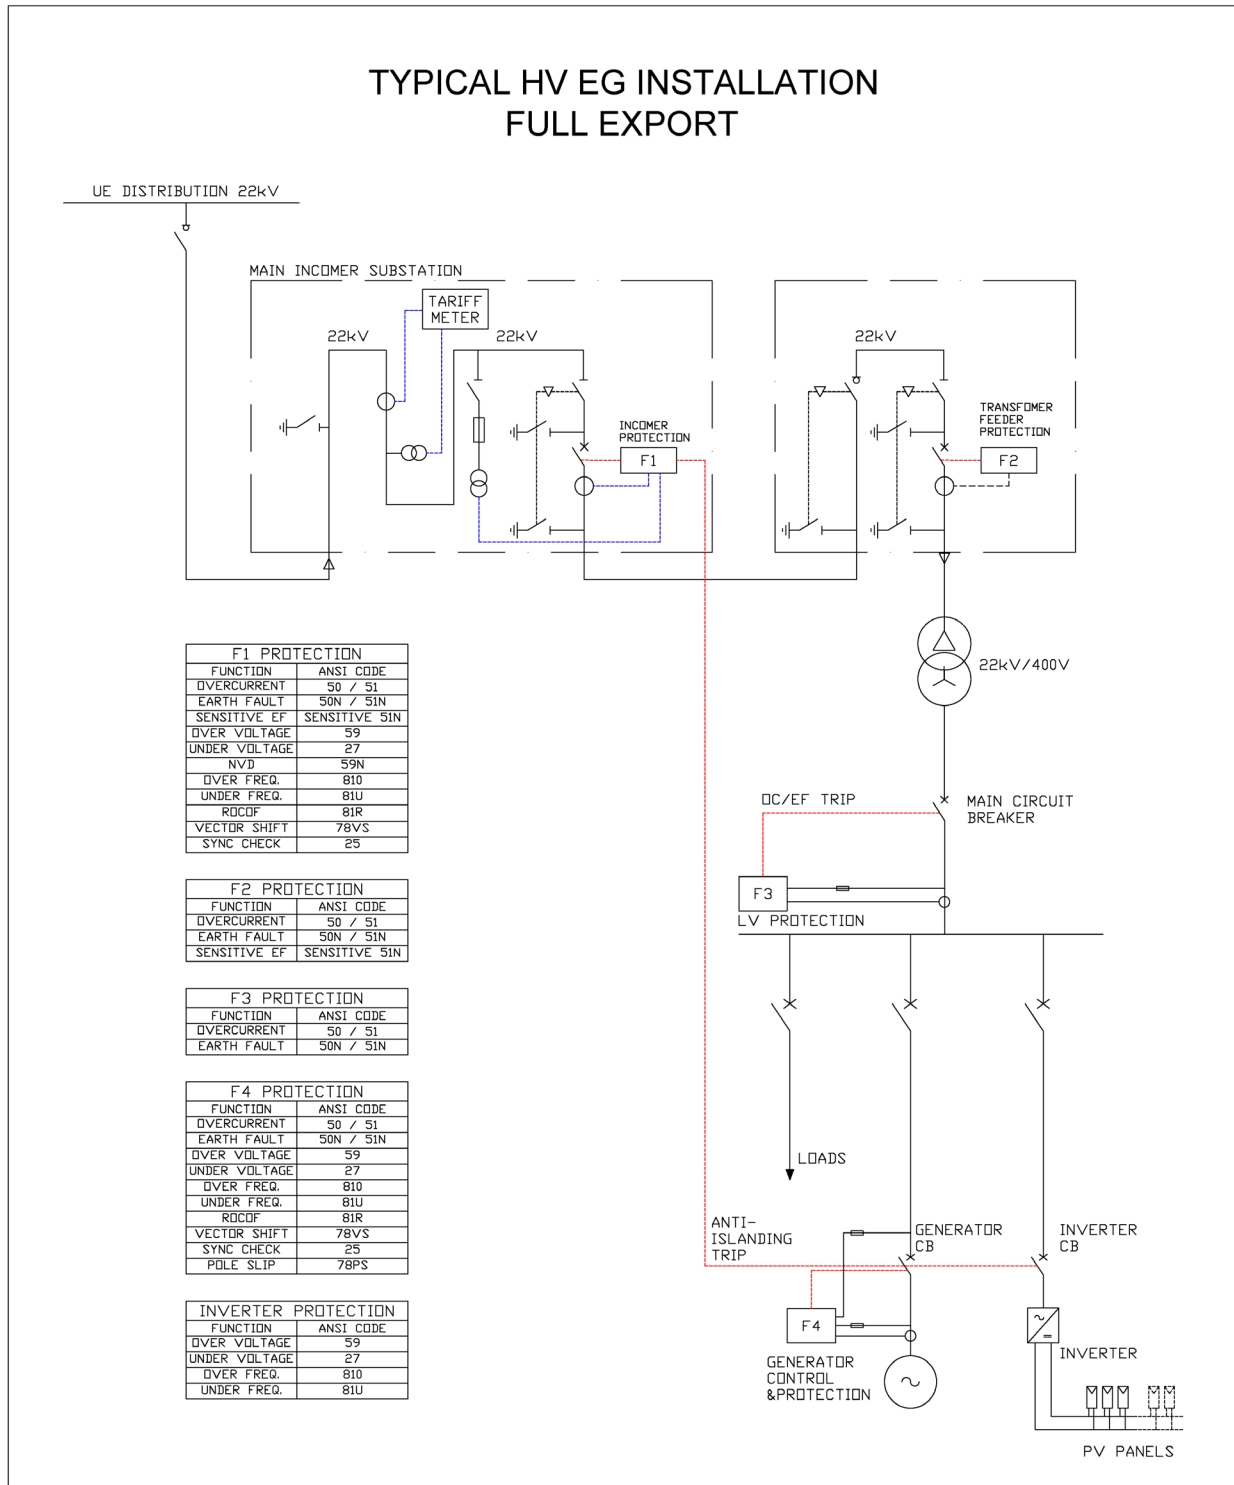 TYPICAL HV EG INSTALLATION
FULL EXPORT
UE DISTRIBUTION 22kV
MAIN INCOMER SUBSTATION
TARIFF
METER
22kV
22kV
22kV
INCOMER
PROTECTION
F1
TRANSFOMER
FEEDER
PROTECTION
F2
22kV/400V
OC/EF TRIP
MAIN CIRCUIT
BREAKER
F3
LV PROTECTION
LOADS
ANTI-
ISLANDING
TRIP
GENERATOR
CB
INVERTER
CB
F4
GENERATOR
CONTROL
&PROTECTION
~
~
=
INVERTER
PV PANELS
F1 PROTECTION
FUNCTION ANSI CODE
OVERCURRENT 50 / 51
EARTH FAULT 50N / 51N
SENSITIVE EF SENSITIVE 51N
OVER VOLTAGE 59
UNDER VOLTAGE 27
NVD 59N
OVER FREQ. 81O
UNDER FREQ. 81U
ROCOF 81R
VECTOR SHIFT 78VS
SYNC CHECK 25
F2 PROTECTION
FUNCTION ANSI CODE
OVERCURRENT 50 / 51
EARTH FAULT 50N / 51N
SENSITIVE EF SENSITIVE 51N
F3 PROTECTION
FUNCTION ANSI CODE
OVERCURRENT 50 / 51
EARTH FAULT 50N / 51N
F4 PROTECTION
FUNCTION ANSI CODE
OVERCURRENT 50 / 51
EARTH FAULT 50N / 51N
OVER VOLTAGE 59
UNDER VOLTAGE 27
OVER FREQ. 81O
UNDER FREQ. 81U
ROCOF 81R
VECTOR SHIFT 78VS
SYNC CHECK 25
POLE SLIP 78PS
INVERTER PROTECTION
FUNCTION ANSI CODE
OVER VOLTAGE 59
UNDER VOLTAGE 27
OVER FREQ. 81O
UNDER FREQ. 81U